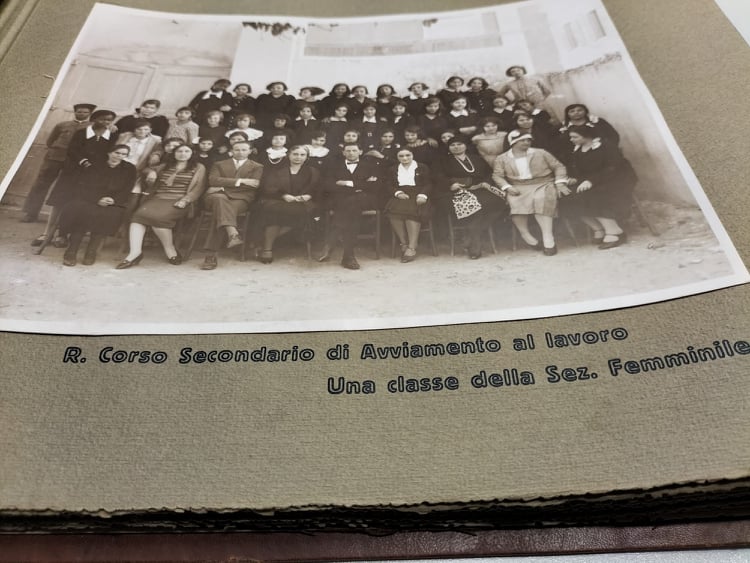 R. Corso Secondario di Avviamento al lavoro
Una classe della Sez. Femminile